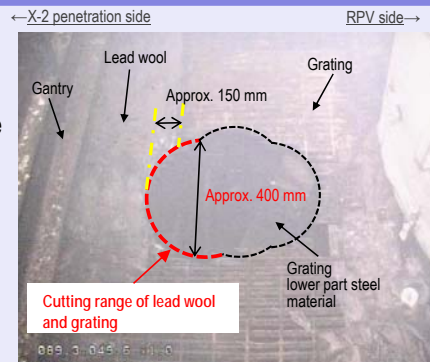 ←X-2 penetration side
RPV side→
Lead wool
Grating
Gantry
Approx. 150 mm
e
Approx. 400 mm
Grating
lower part steel
material
Cutting range of lead wool
and grating